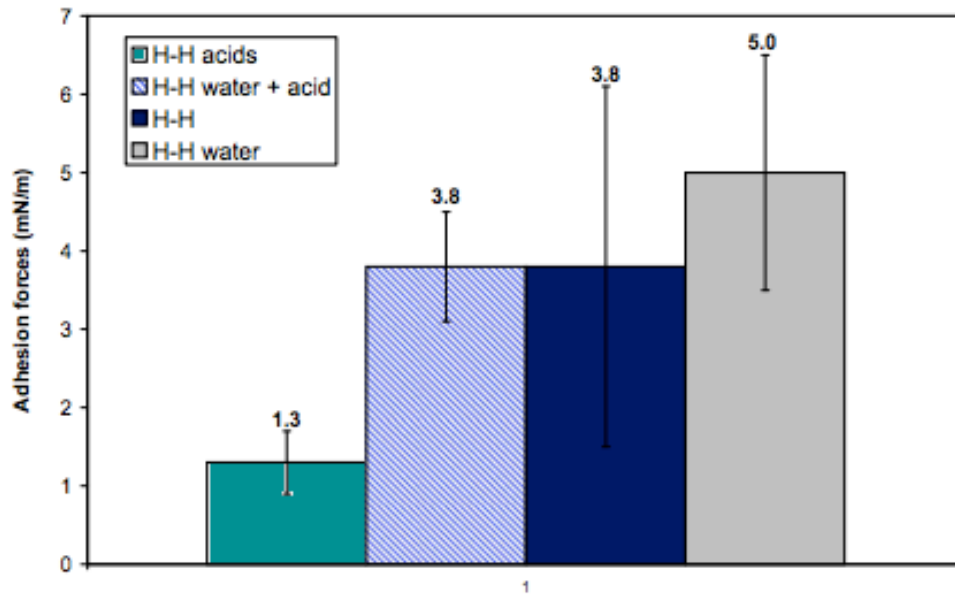 7
5.0
H-H acids
H-H water + acid
H-H
H-H water
3.8
3.8
6
5
4
3
2
1.3
1
0
Adhesion forces (mN/m)
1